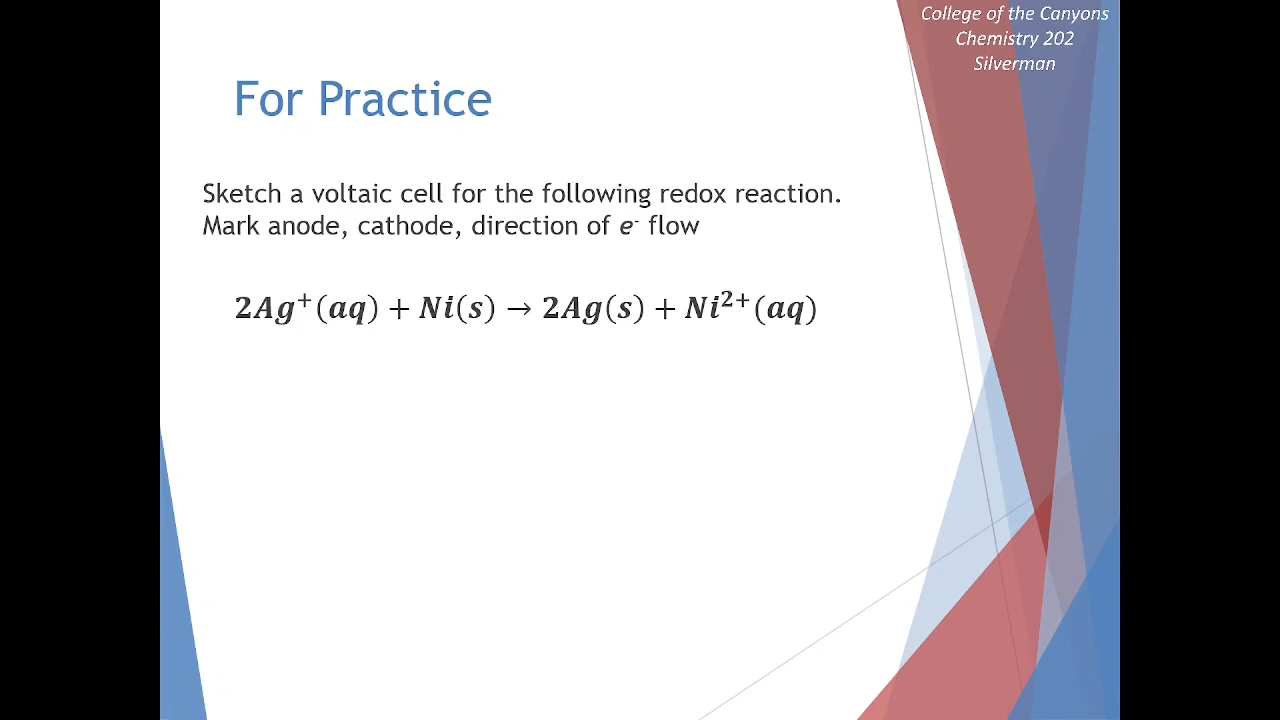 College of the Canyons
Chemistry 202
Silverman
For Practice
Sketch a voltaic cell for the following redox reaction.
Mark anode, cathode, direction of e⁻ flow
2Ag⁺(aq) + Ni(s) → 2Ag(s) + Ni²⁺(aq)